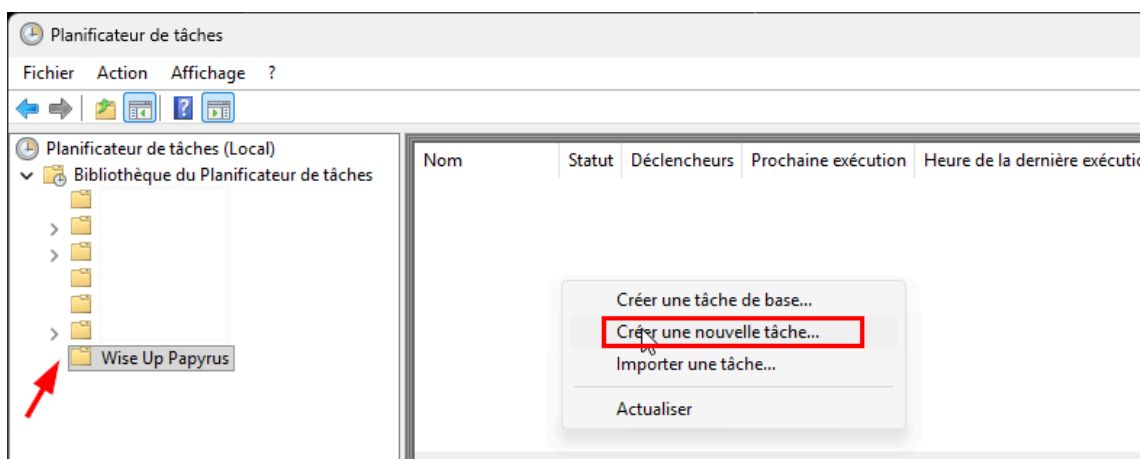 Planificateur de tâches
Fichier Action Affichage ?
Planificateur de tâches (Local)
Bibliothèque du Planificateur de tâches
Wise Up Papyrus
Nom Statut Déclencheurs Prochaine exécution Heure de la dernière exécutio
Créer une tâche de base...
Créer une nouvelle tâche...
Importer une tâche...
Actualiser